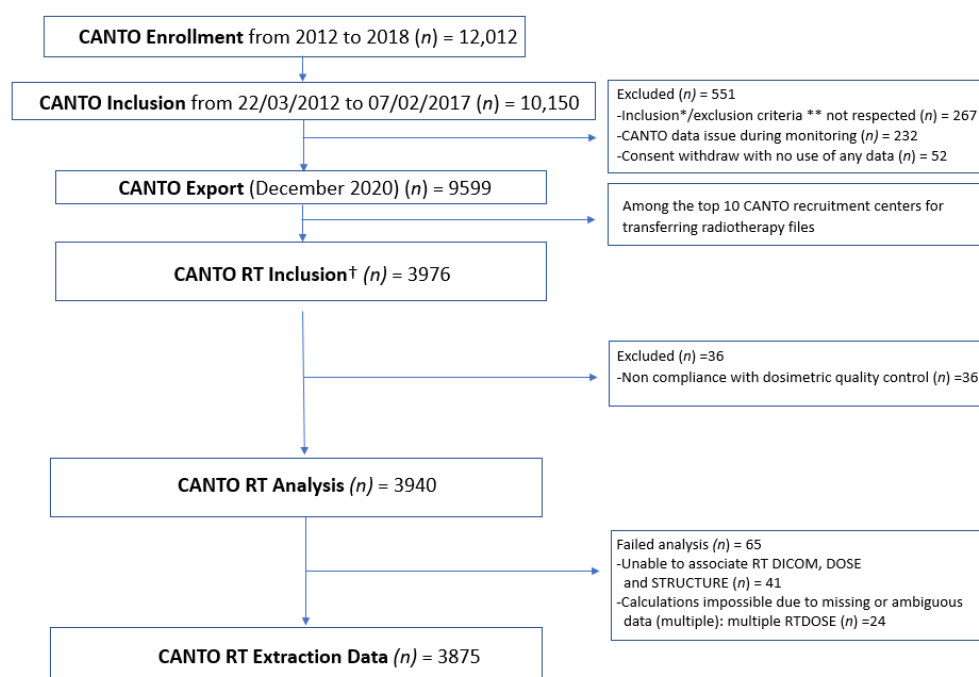 CANTO Enrollment from 2012 to 2018 (n) = 12,012
CANTO Inclusion from 22/03/2012 to 07/02/2017 (n) = 10,150
Excluded (n) = 551
-Inclusion*/exclusion criteria ** not respected (n) = 267
-CANTO data issue during monitoring (n) = 232
-Consent withdraw with no use of any data (n) = 52
CANTO Export (December 2020) (n) = 9599
Among the top 10 CANTO recruitment centers for
transferring radiotherapy files
CANTO RT Inclusion† (n) = 3976
Excluded (n) =36
-Non compliance with dosimetric quality control (n) =36
CANTO RT Analysis (n) = 3940
Failed analysis (n) = 65
-Unable to associate RT DICOM, DOSE
and STRUCTURE (n) = 41
-Calculations impossible due to missing or ambiguous
data (multiple): multiple RTDOSE (n) =24
CANTO RT Extraction Data (n) = 3875